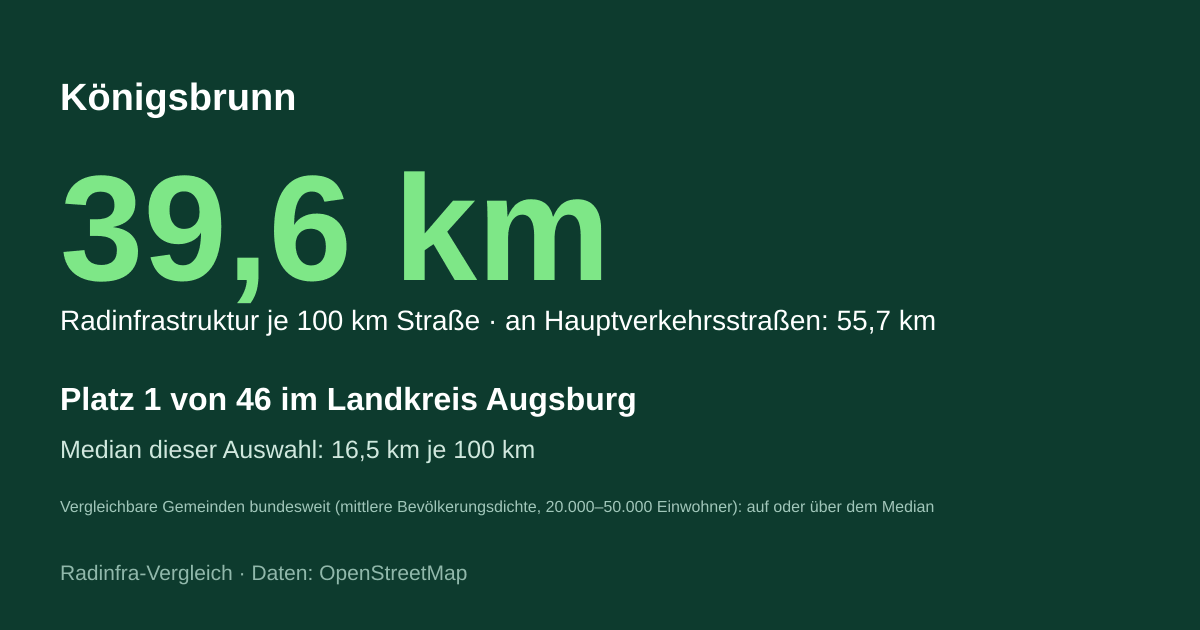 Königsbrunn
39,6 km
Radinfrastruktur je 100 km Straße · an Hauptverkehrsstraßen: 55,7 km
Platz 1 von 46 im Landkreis Augsburg
Median dieser Auswahl: 16,5 km je 100 km
Vergleichbare Gemeinden bundesweit (mittlere Bevölkerungsdichte, 20.000–50.000 Einwohner): auf oder über dem Median
Radinfra-Vergleich · Daten: OpenStreetMap